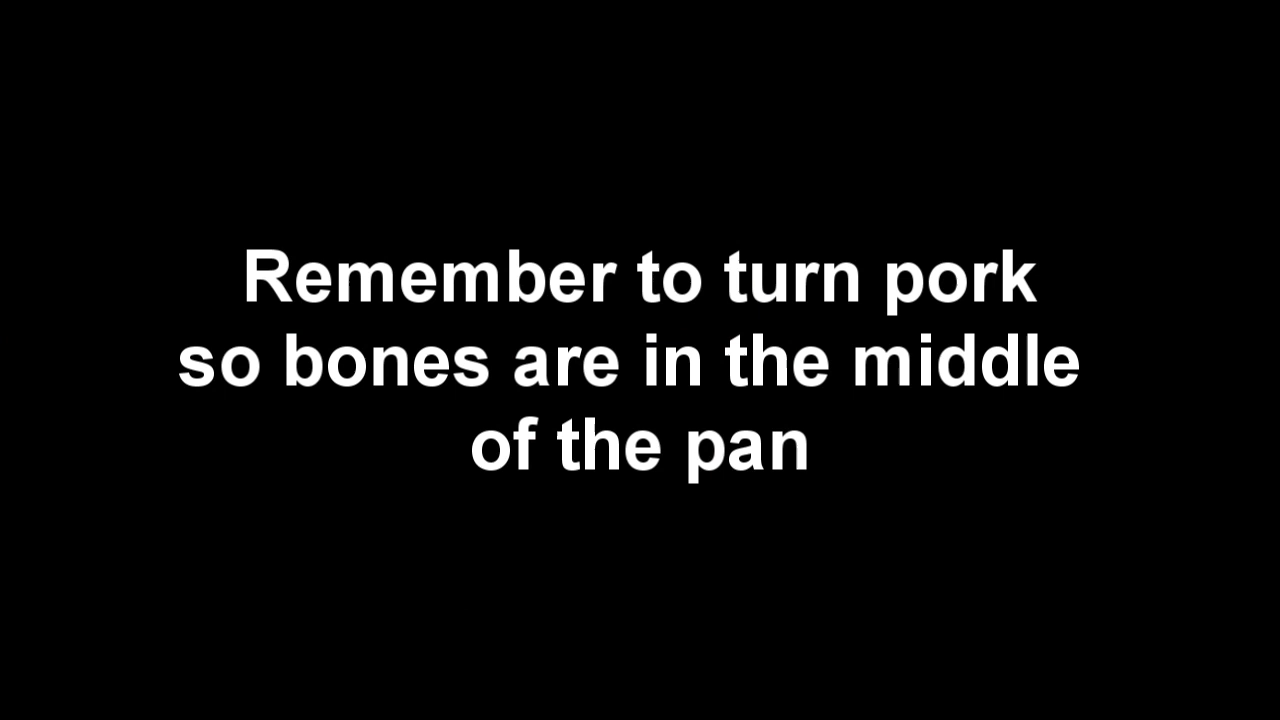 Remember to turn pork
so bones are in the middle
of the pan